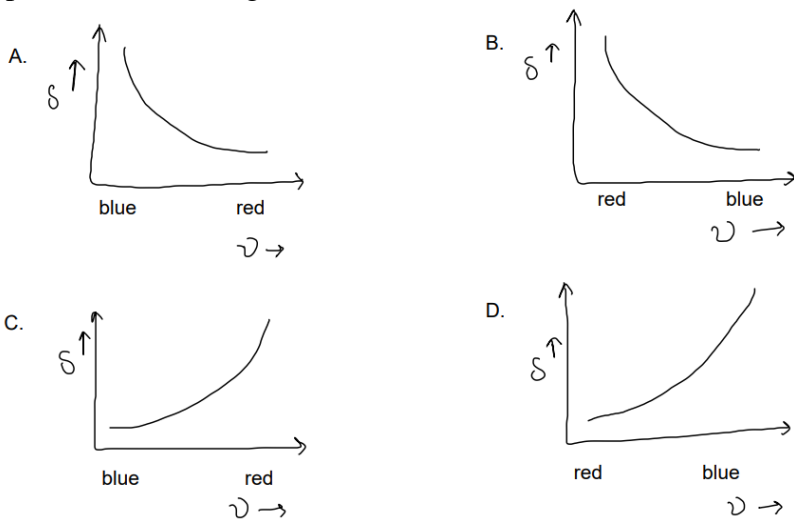 A.
δ ↑
blue red
ν →
B.
δ ↑
red blue
ν →
C.
δ ↑
blue red
ν →
D.
δ ↑
red blue
ν →